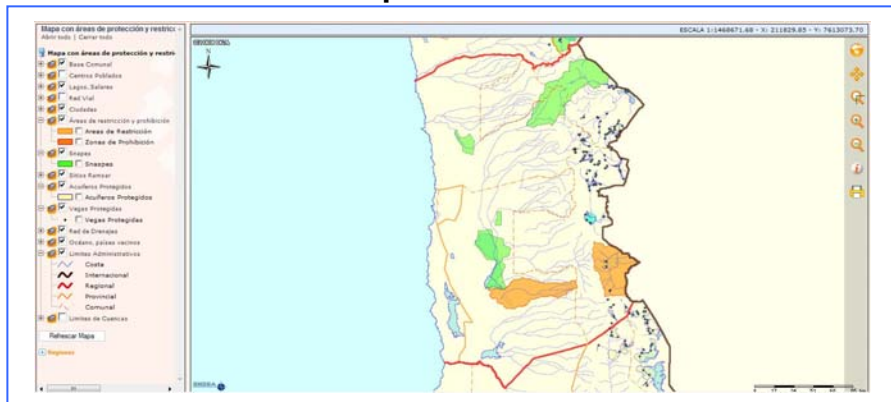 Mapa con áreas de protección y restricc
Abrir todo | Cerrar todo
Mapa con áreas de protección y restri
Base Comunal
Centros Poblados
Lagos, Salares
Red Vial
Ciudades
Áreas de restricción y prohibición
Areas de Restricción
Zonas de Prohibición
Snaspes
Snaspes
Sitios Ramsar
Acuíferos Protegidos
Acuíferos Protegidos
Vegas Protegidas
Vegas Protegidas
Red de Drenajes
Océano, países vecinos
Limites Administrativos
Costa
Internacional
Regional
Provincial
Comunal
Limites de Cuencas
Refrescar Mapa
Regiones
ESCALA 1:1468671.68 - X: 211829.85 - Y: 7613073.70
N